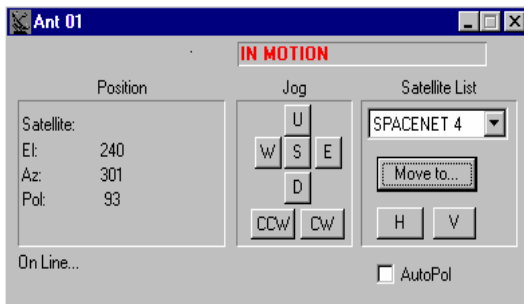 Ant 01
IN MOTION
Position
Jog
Satellite List
Satellite:
El: 240
Az: 301
Pol: 93
U
W S E
D
CCW CW
SPACENET 4
Move to...
H V
On Line...
AutoPol